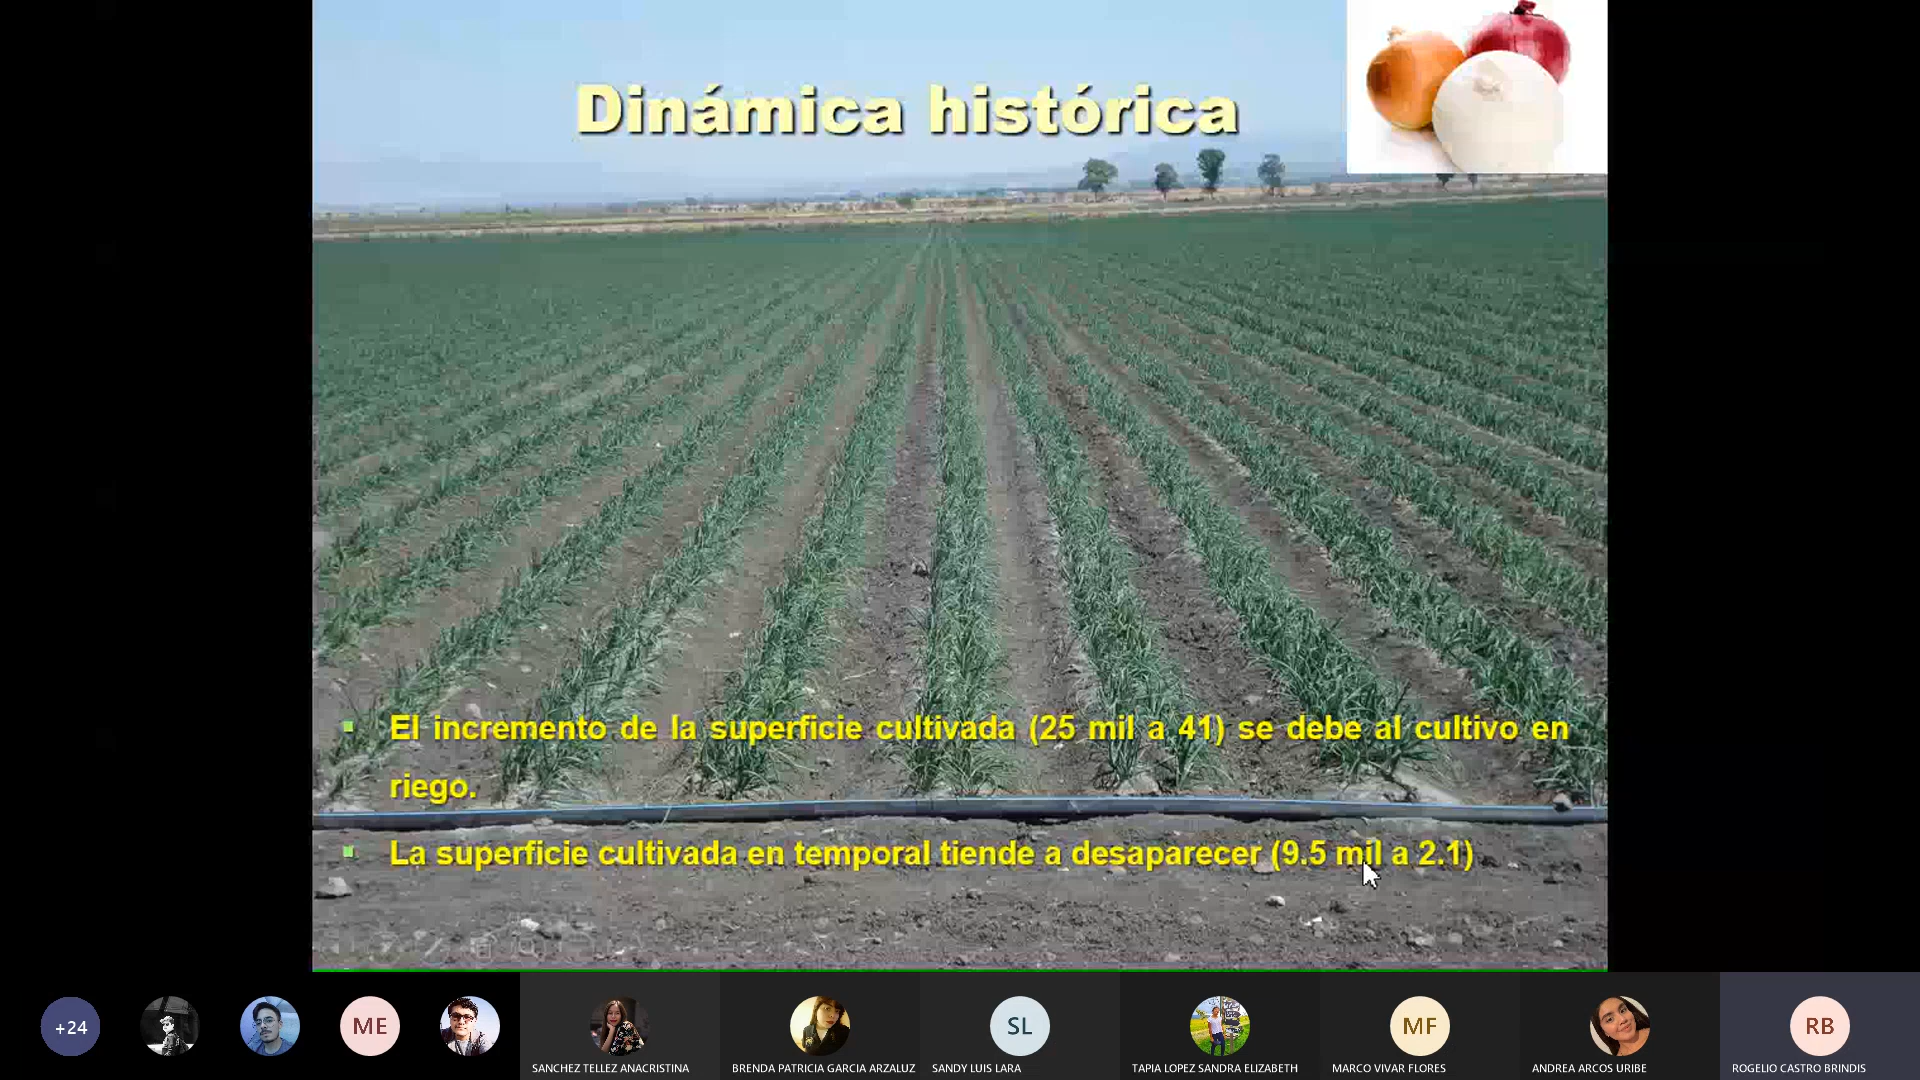 Dinámica histórica
▪ El incremento de la superficie cultivada (25 mil a 41) se debe al cultivo en
riego.
▪ La superficie cultivada en temporal tiende a desaparecer (9.5 mil a 2.1)
+24
ME
SL
MF
RB
SANCHEZ TELLEZ ANACRISTINA
BRENDA PATRICIA GARCIA ARZALUZ
SANDY LUIS LARA
TAPIA LOPEZ SANDRA ELIZABETH
MARCO VIVAR FLORES
ANDREA ARCOS URIBE
ROGELIO CASTRO BRINDIS